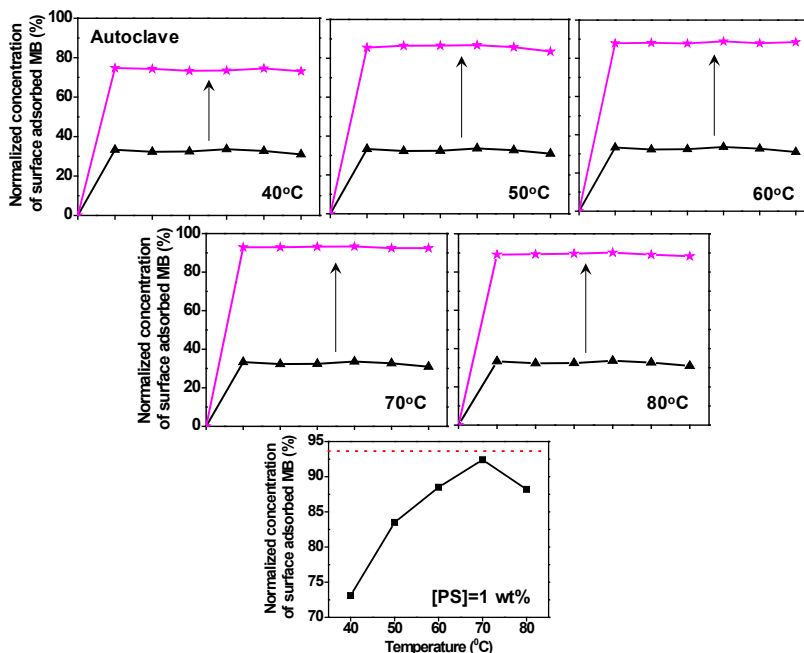 Normalized concentration
of surface adsorbed MB (%)
100
80
60
40
20
0
Autoclave
40°C
50°C
60°C
Normalized concentration
of surface adsorbed MB (%)
100
80
60
40
20
0
70°C
80°C
Normalized concentration
of surface adsorbed MB (%)
95
90
85
80
75
70
[PS]=1 wt%
40 50 60 70 80
Temperature (⁰C)